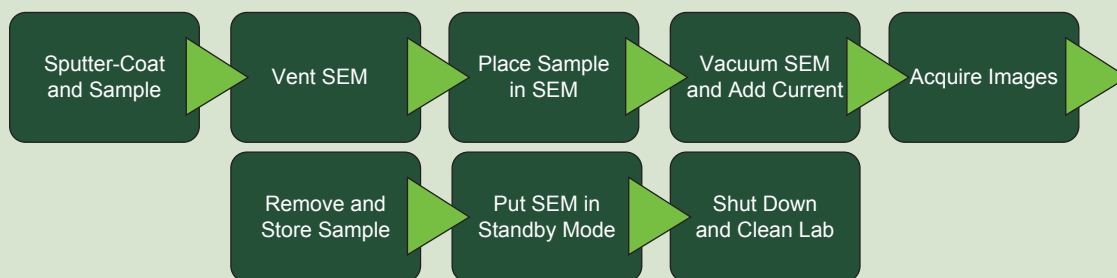 Sputter-Coat
and Sample
Vent SEM
Place Sample
in SEM
Vacuum SEM
and Add Current
Acquire Images
Remove and
Store Sample
Put SEM in
Standby Mode
Shut Down
and Clean Lab